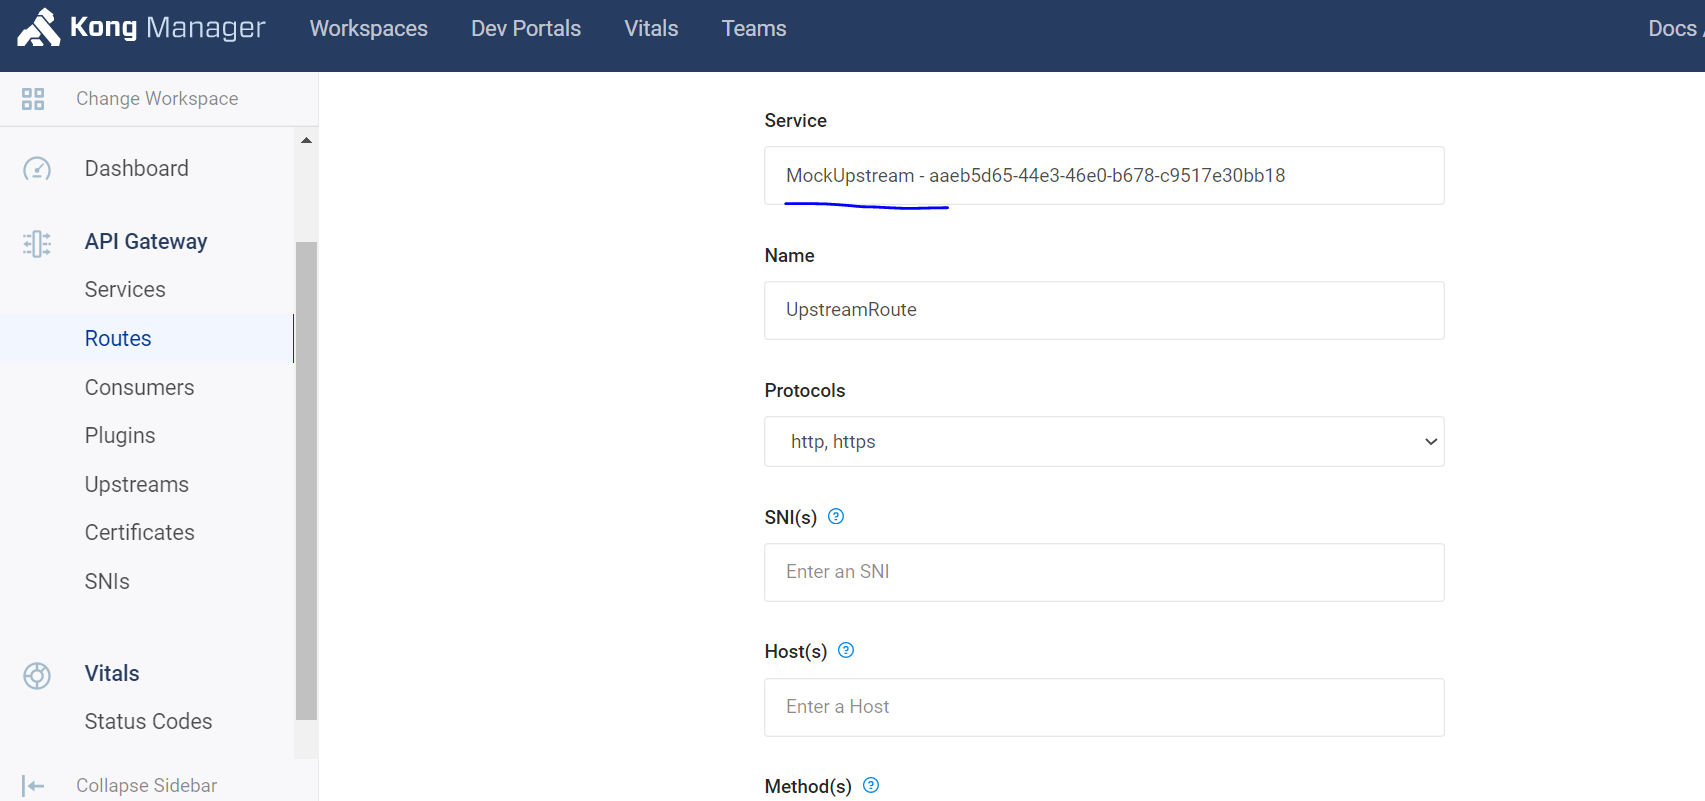 Kong Manager Workspaces Dev Portals Vitals Teams Docs
Change Workspace
Dashboard
API Gateway
Services
Routes
Consumers
Plugins
Upstreams
Certificates
SNIs
Vitals
Status Codes
Collapse Sidebar
Service
MockUpstream - aaeb5d65-44e3-46e0-b678-c9517e30bb18
Name
UpstreamRoute
Protocols
http, https
SNI(s) ?
Enter an SNI
Host(s) ?
Enter a Host
Method(s) ?